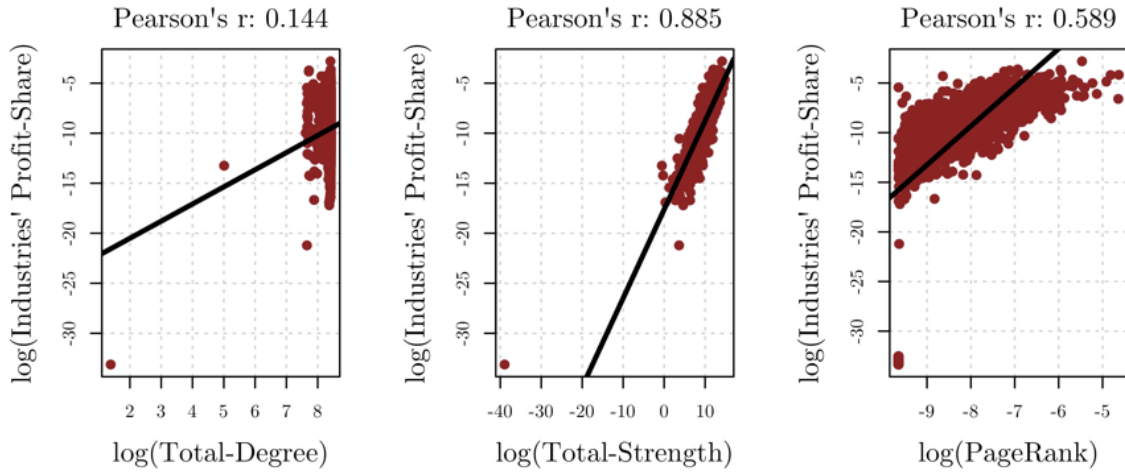 Pearson's r: 0.144
log(Industries' Profit-Share)
-5
-10
-15
-20
-25
-30
2 3 4 5 6 7 8
log(Total-Degree)
Pearson's r: 0.885
log(Industries' Profit-Share)
-5
-10
-15
-20
-25
-30
-40 -30 -20 -10 0 10
log(Total-Strength)
Pearson's r: 0.589
log(Industries' Profit-Share)
-5
-10
-15
-20
-25
-30
-9 -8 -7 -6 -5
log(PageRank)